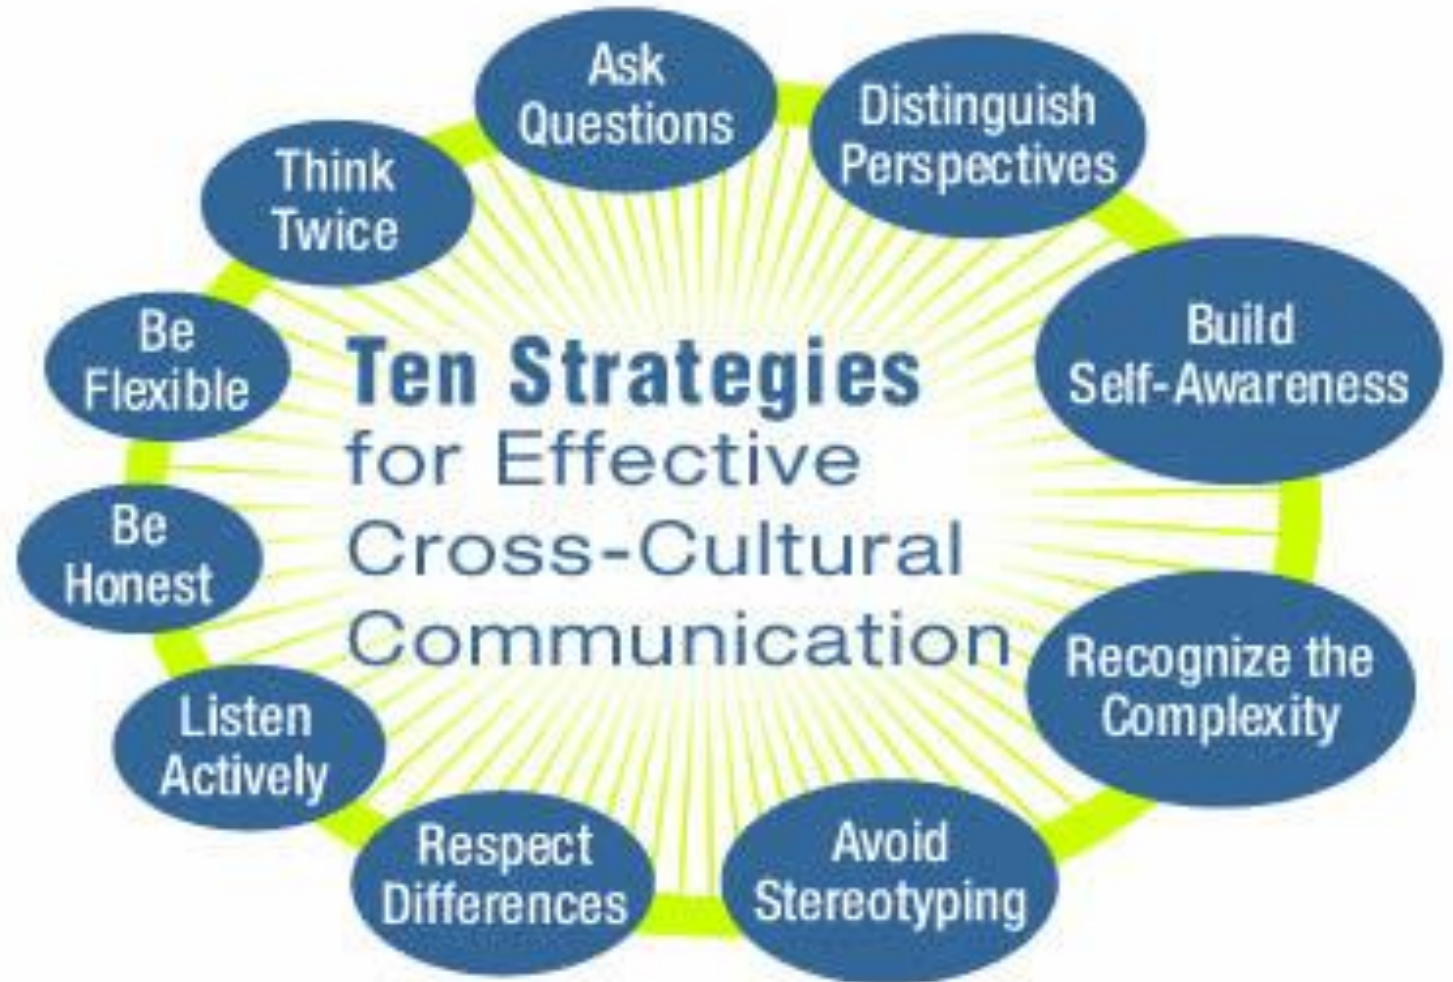 Ten Strategies
for Effective
Cross-Cultural
Communication
Ask
Questions
Distinguish
Perspectives
Build
Self-Awareness
Recognize the
Complexity
Avoid
Stereotyping
Respect
Differences
Listen
Actively
Be
Honest
Be
Flexible
Think
Twice